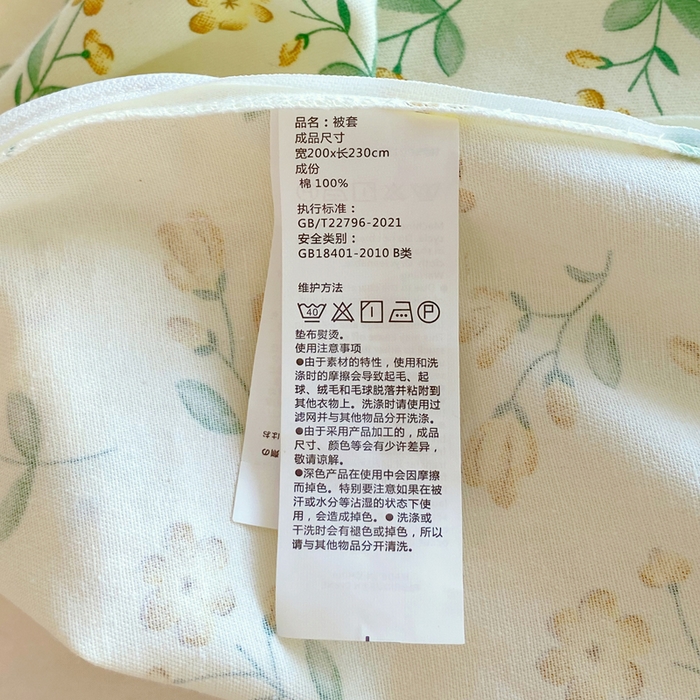 品名：被套
成品尺寸
宽200x长230cm
成份
棉 100%
执行标准：
GB/T22796-2021
安全类别：
GB18401-2010 B类
维护方法
40
P
垫布熨烫。
使用注意事项
●由于素材的特性，使用和洗
涤时的摩擦会导致起毛、起
球、绒毛和毛球脱落并粘附到
其他衣物上。洗涤时请使用过
滤网并与其他物品分开洗涤。
●由于采用产品加工的，成品
尺寸、颜色等会有少许差异，
敬请谅解。
●深色产品在使用中会因摩擦
而掉色。特别要注意如果在被
汗或水分等沾湿的状态下使
用，会造成掉色。●洗涤或
干洗时会有褪色或掉色，所以
请与其他物品分开清洗。